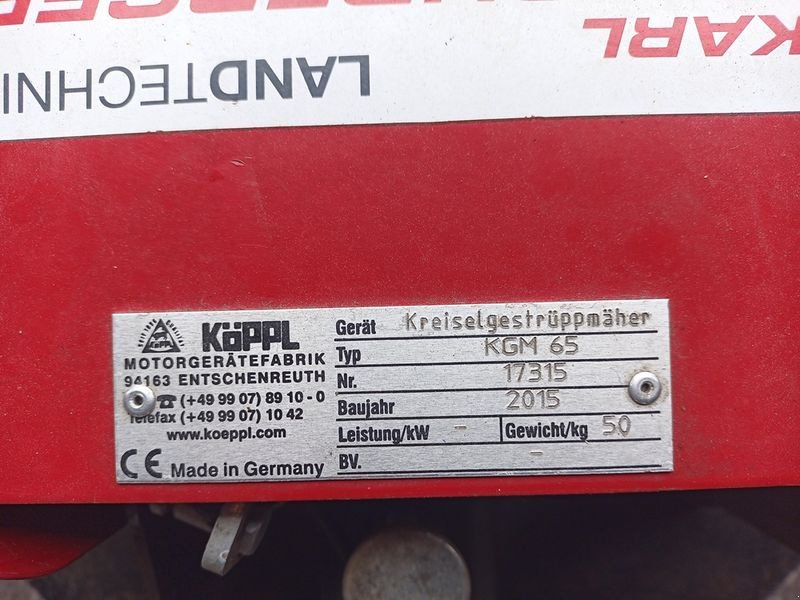 KARL
LANDTECHNI
KÖPPL
MOTORGERÄTEFABRIK
94163 ENTSCHENREUTH
☎ (+49 99 07) 89 10 - 0
Telefax (+49 99 07) 10 42
www.koeppl.com
CE Made in Germany
Gerät Kreiselgestrüppmäher
Typ KGM 65
Nr. 17315
Baujahr 2015
Leistung/kW - Gewicht/kg 50
BV. -